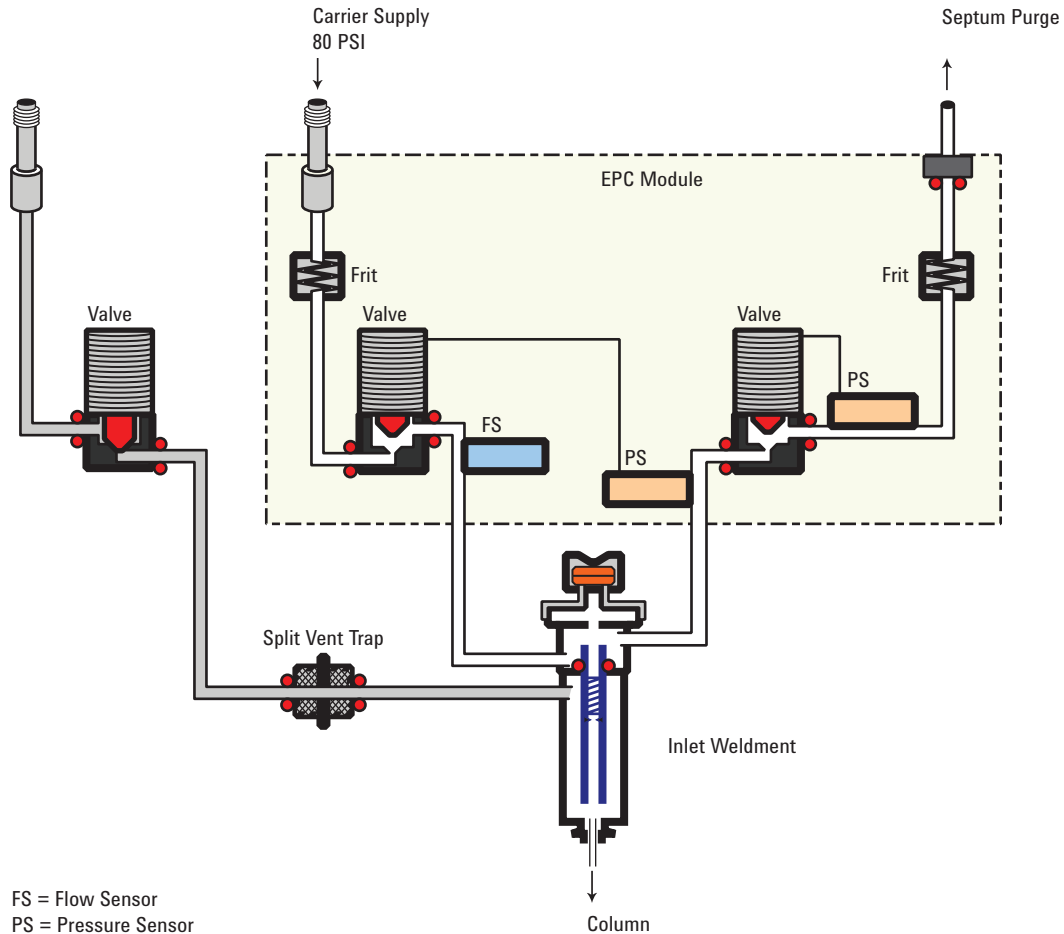 Carrier Supply
80 PSI
Septum Purge
EPC Module
Frit
Frit
Valve
Valve
Valve
PS
FS
PS
Split Vent Trap
Inlet Weldment
FS = Flow Sensor
PS = Pressure Sensor
Column